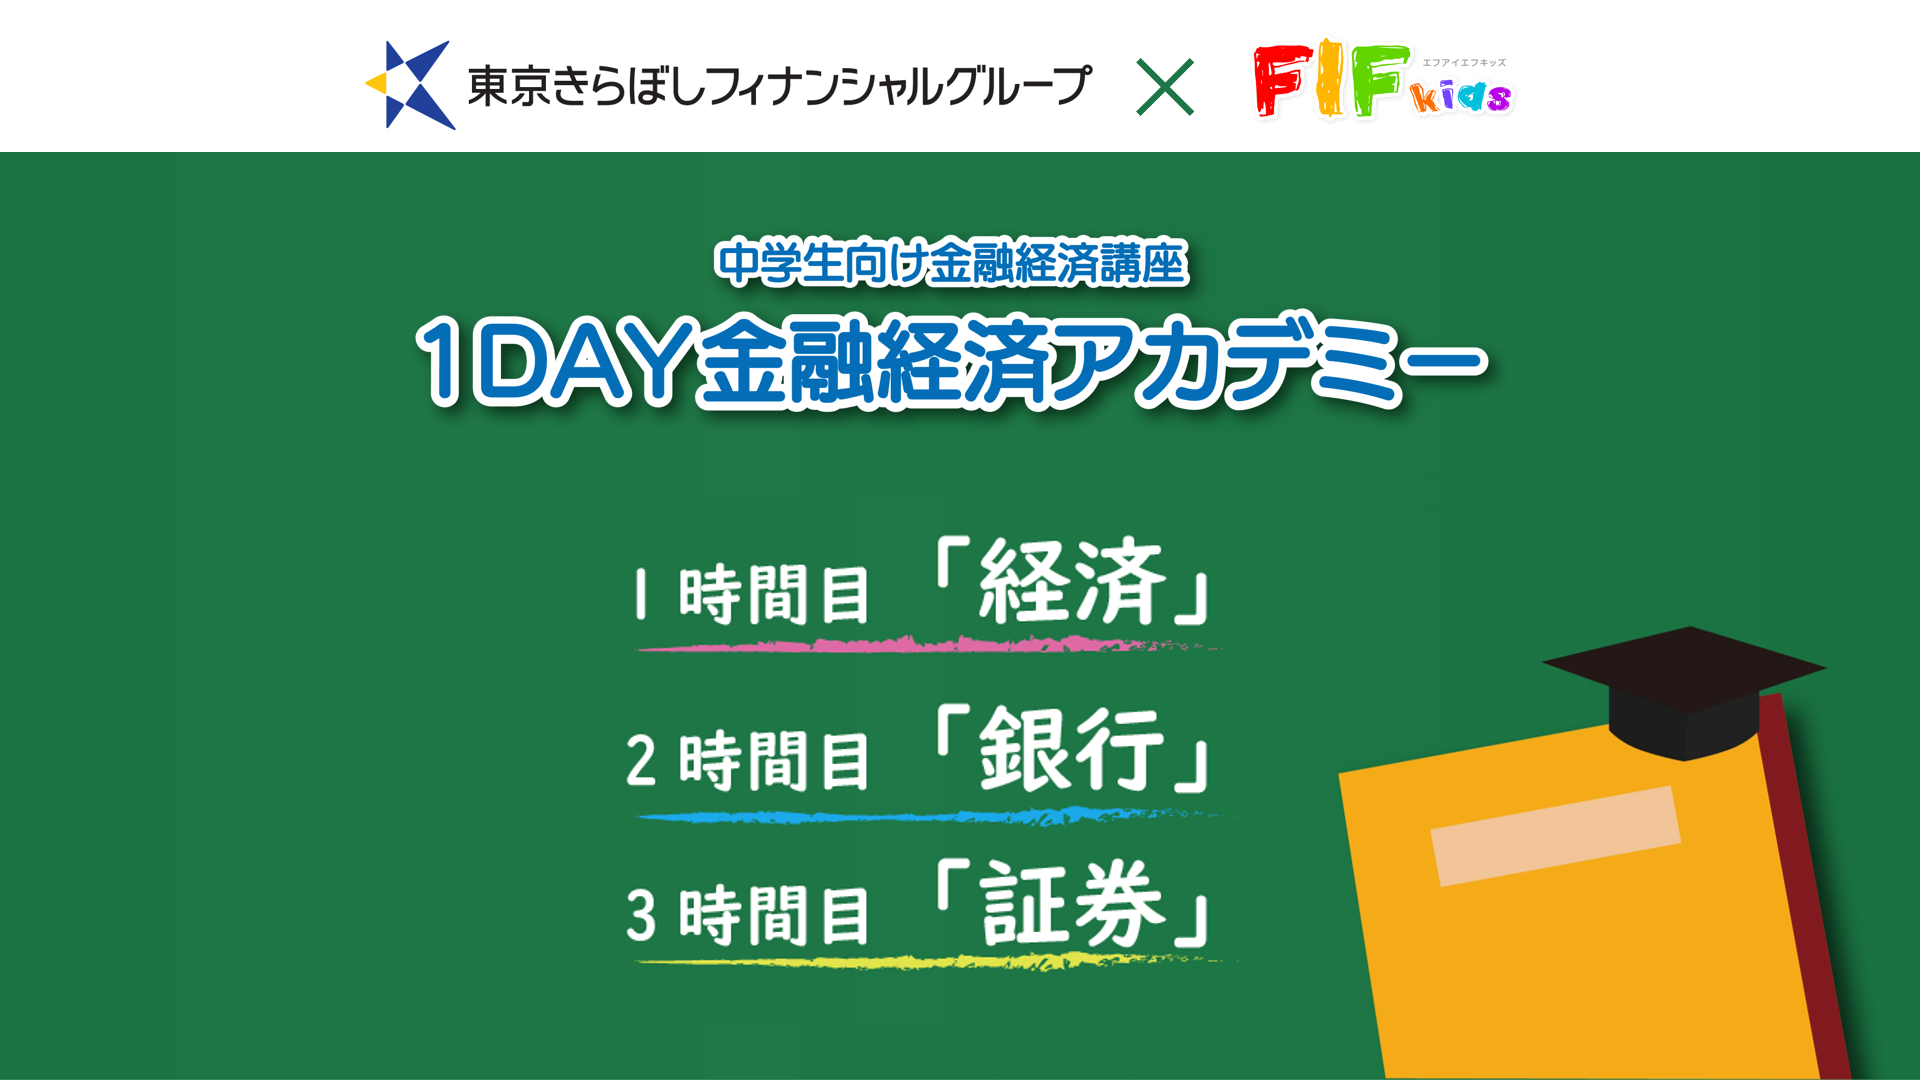 東京きらぼしフィナンシャルグループ × FIF kids エフアイエフキッズ
中学生向け金融経済講座
1DAY金融経済アカデミー
1 時間目 「経済」
2 時間目 「銀行」
3 時間目 「証券」